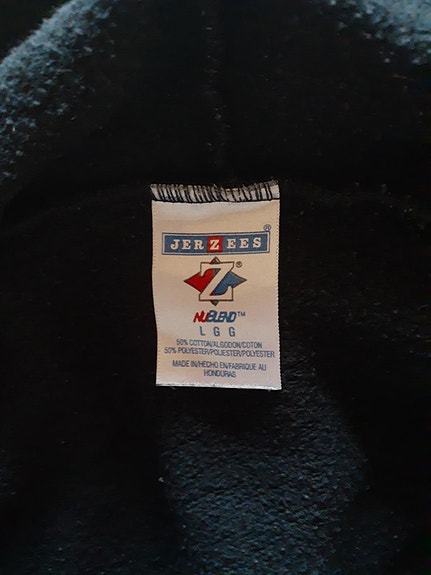 JERZEES®
Z®
NUBLEND™
L G G
50% COTTON/ALGODON/COTON
50% POLYESTER/POLIESTER/POLYESTER
MADE IN/HECHO EN/FABRIQUE AU
HONDURAS